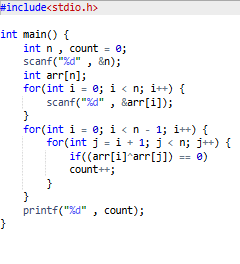 #include<stdio.h>
int main() {
int n , count = 0;
scanf("%d" , &n);
int arr[n];
for(int i = 0; i < n; i++) {
scanf("%d" , &arr[i]);
}
for(int i = 0; i < n - 1; i++) {
for(int j = i + 1; j < n; j++) {
if((arr[i]^arr[j]) == 0)
count++;
}
}
printf("%d" , count);
}